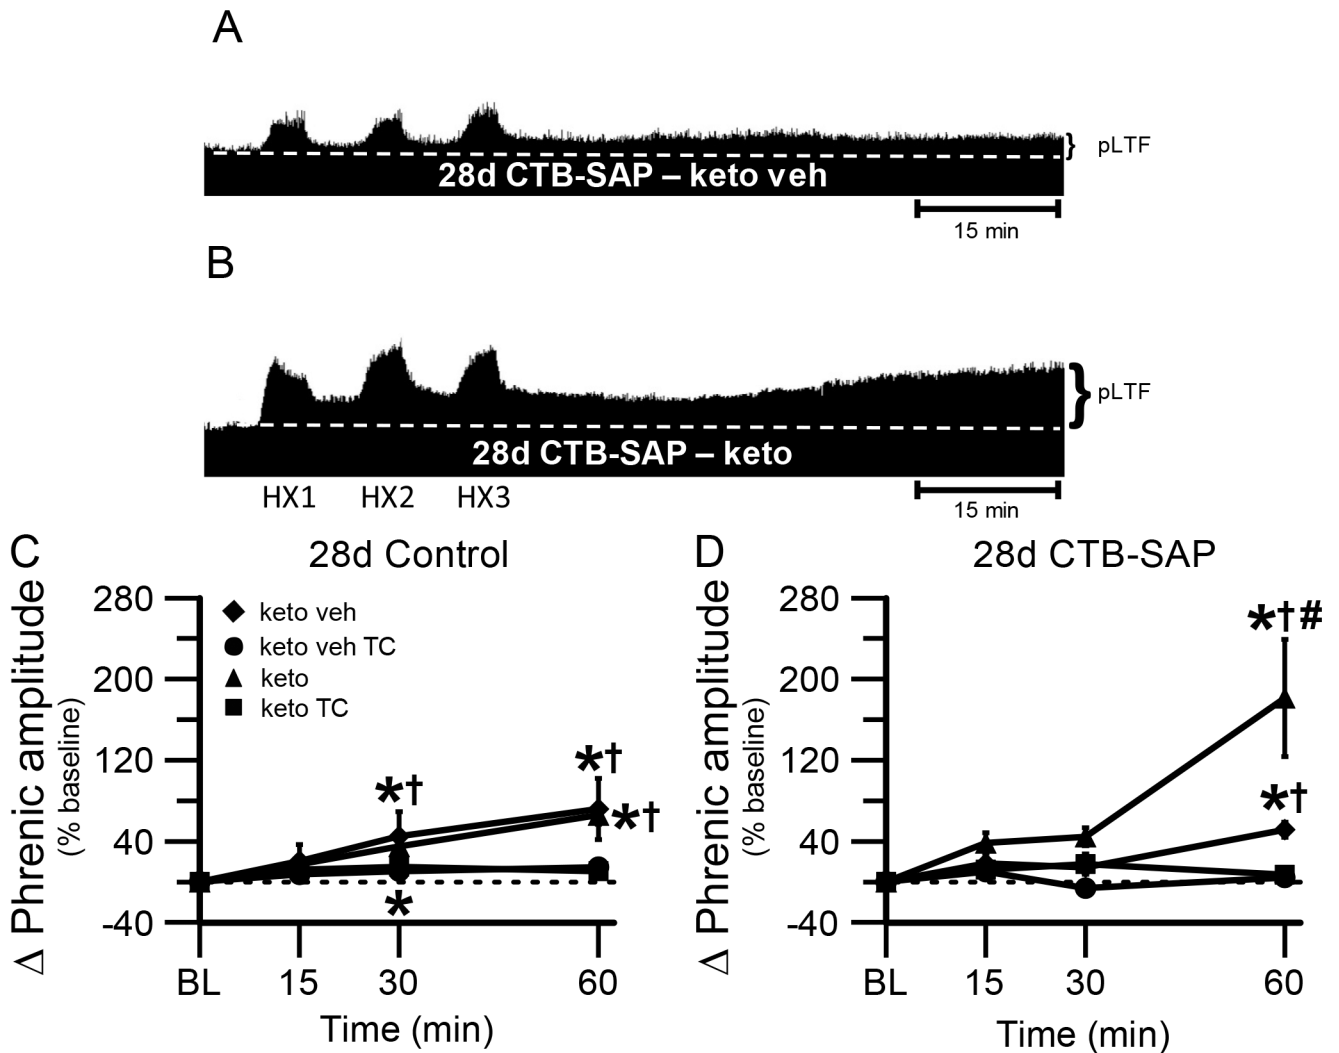 A
pLTF
28d CTB-SAP – keto veh
15 min
B
pLTF
28d CTB-SAP – keto
HX1 HX2 HX3
15 min
C 28d Control
Δ Phrenic amplitude
(% baseline)
280
200
120
40
-40
keto veh
keto veh TC
keto
keto TC
*†
*†
*†
*
BL 15 30 60
Time (min)
D 28d CTB-SAP
Δ Phrenic amplitude
(% baseline)
280
200
120
40
-40
*†#
*†
BL 15 30 60
Time (min)